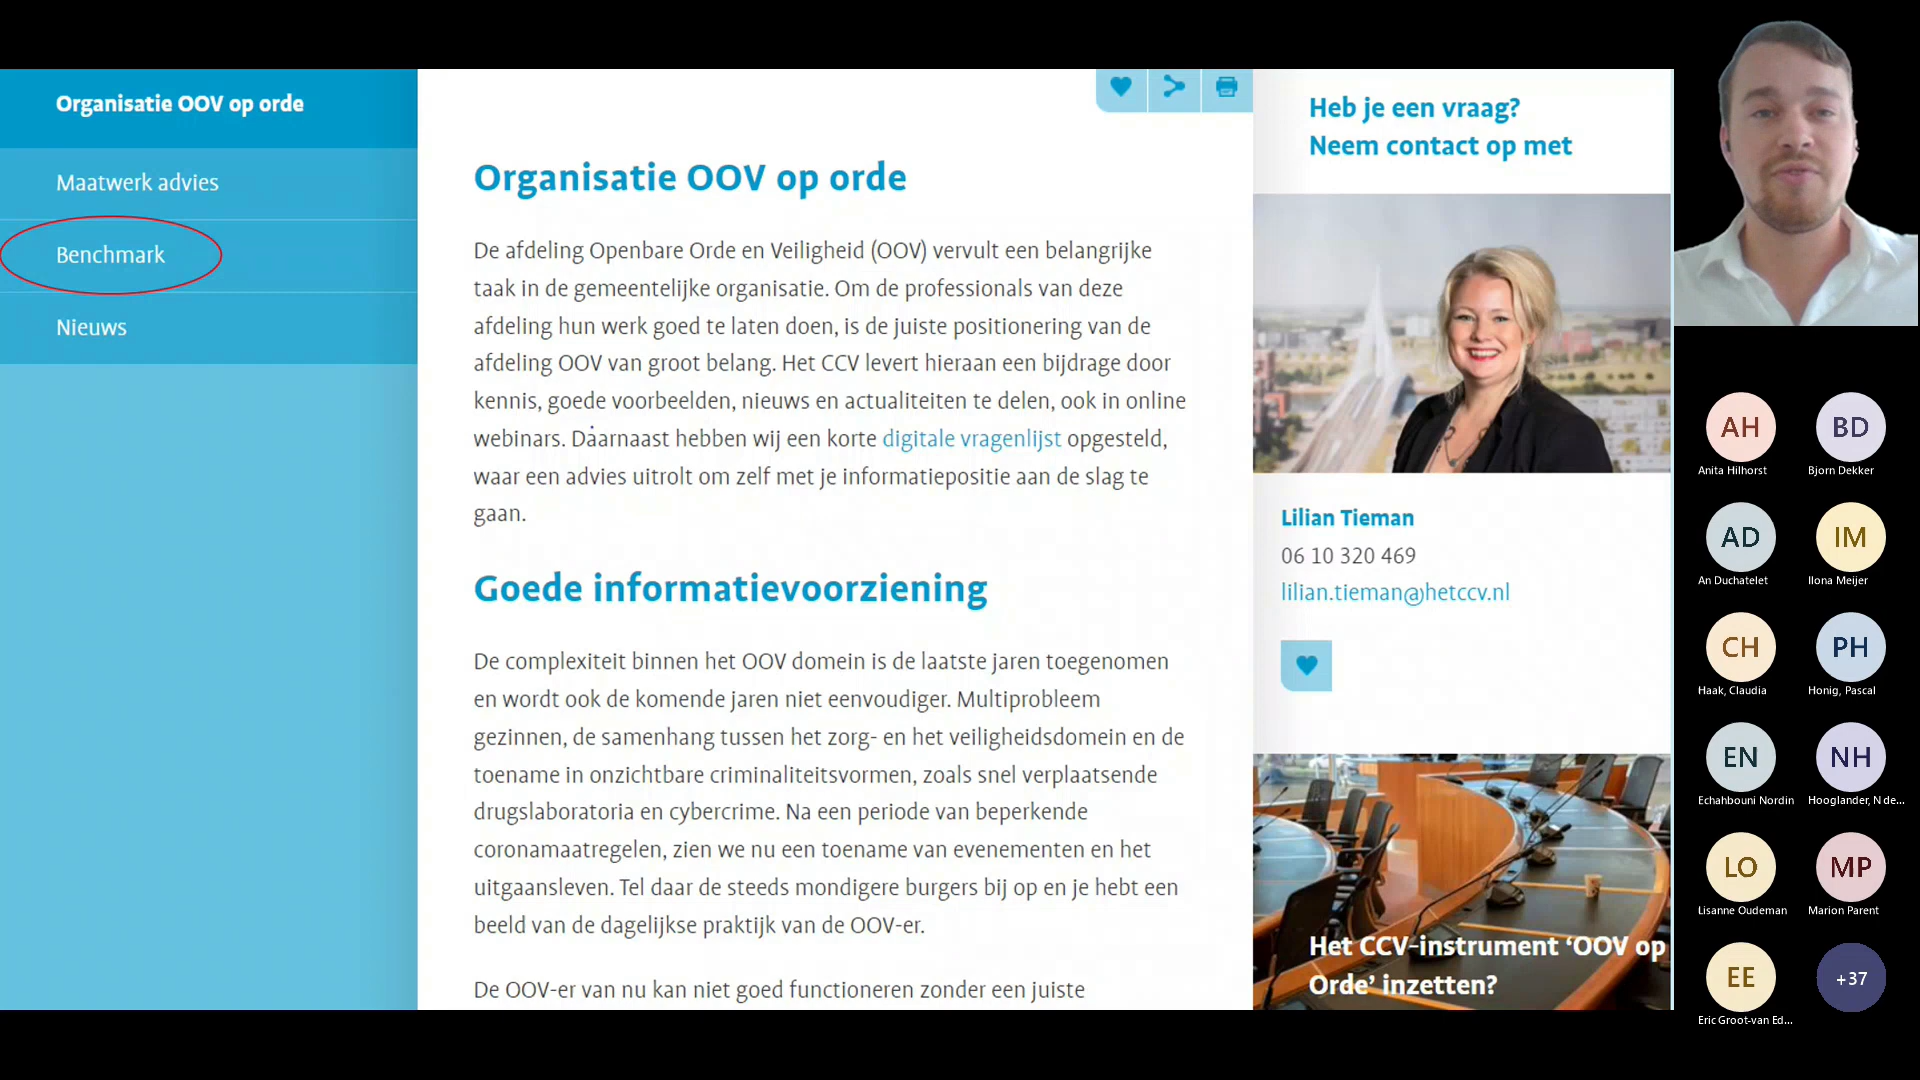 Organisatie OOV op orde
Maatwerk advies
Benchmark
Nieuws
Organisatie OOV op orde
De afdeling Openbare Orde en Veiligheid (OOV) vervult een belangrijke
taak in de gemeentelijke organisatie. Om de professionals van deze
afdeling hun werk goed te laten doen, is de juiste positionering van de
afdeling OOV van groot belang. Het CCV levert hieraan een bijdrage door
kennis, goede voorbeelden, nieuws en actualiteiten te delen, ook in online
webinars. Daarnaast hebben wij een korte digitale vragenlijst opgesteld,
waar een advies uitrolt om zelf met je informatiepositie aan de slag te
gaan.
Goede informatievoorziening
De complexiteit binnen het OOV domein is de laatste jaren toegenomen
en wordt ook de komende jaren niet eenvoudiger. Multiprobleem
gezinnen, de samenhang tussen het zorg- en het veiligheidsdomein en de
toename in onzichtbare criminaliteitsvormen, zoals snel verplaatsende
drugslaboratoria en cybercrime. Na een periode van beperkende
coronamaatregelen, zien we nu een toename van evenementen en het
uitgaansleven. Tel daar de steeds mondigere burgers bij op en je hebt een
beeld van de dagelijkse praktijk van de OOV-er.
De OOV-er van nu kan niet goed functioneren zonder een juiste
Heb je een vraag?
Neem contact op met
Lilian Tieman
06 10 320 469
lilian.tieman@hetccv.nl
Het CCV-instrument ‘OOV op
Orde’ inzetten?
AH
Anita Hilhorst
BD
Bjorn Dekker
AD
An Duchatelet
IM
Ilona Meijer
CH
Haak, Claudia
PH
Honig, Pascal
EN
Echahbouni Nordin
NH
Hooglander, N de...
LO
Lisanne Oudeman
MP
Marion Parent
EE
Eric Groot-van Ed...
+37